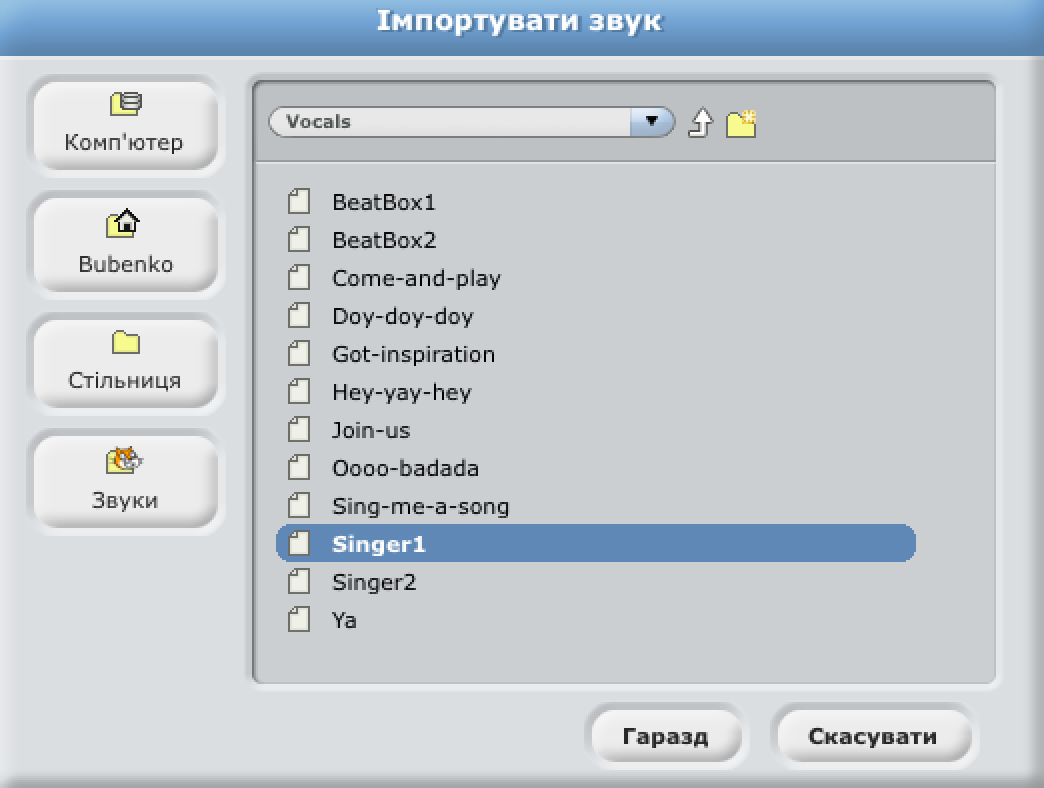 Імпортувати звук
Комп'ютер
Bubenko
Стільниця
Звуки
Vocals
BeatBox1
BeatBox2
Come-and-play
Doy-doy-doy
Got-inspiration
Hey-yay-hey
Join-us
Oooo-badada
Sing-me-a-song
Singer1
Singer2
Ya
Гаразд
Скасувати